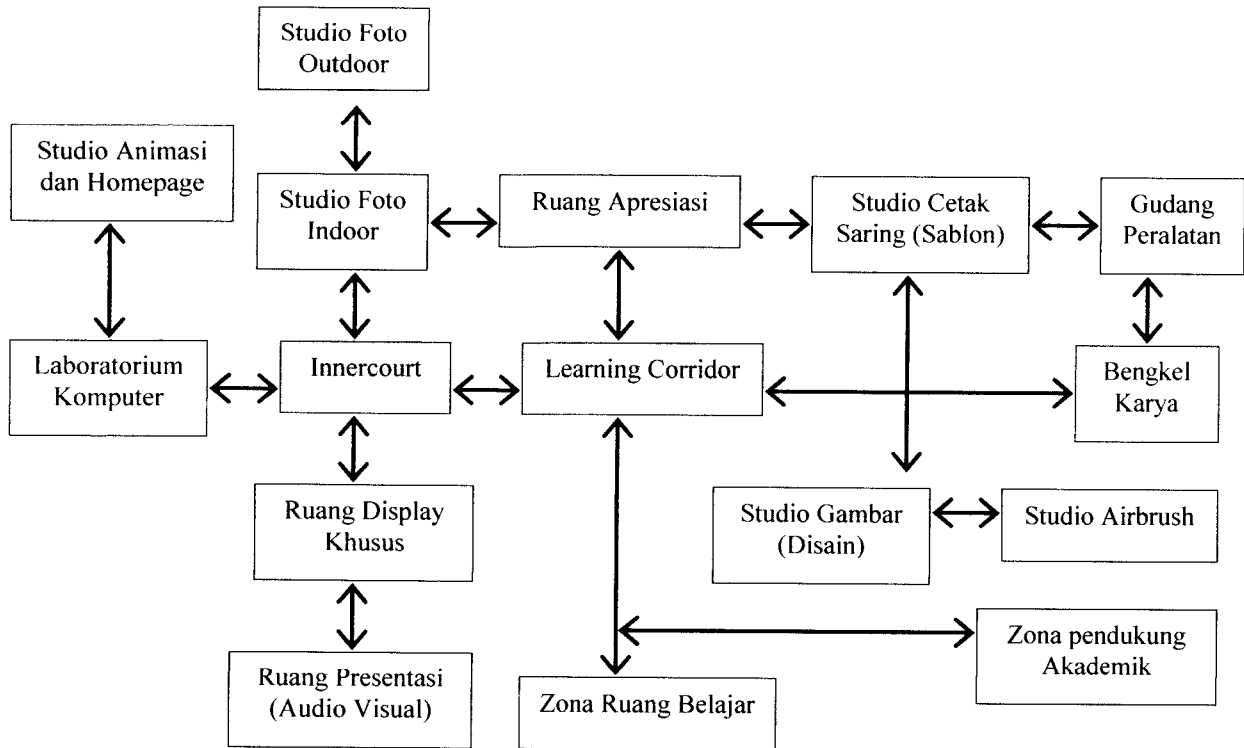 Studio Foto
Outdoor
Studio Animasi
dan Homepage
Studio Foto
Indoor
Ruang Apresiasi
Studio Cetak
Saring (Sablon)
Gudang
Peralatan
Laboratorium
Komputer
Innercourt
Learning Corridor
Bengkel
Karya
Ruang Display
Khusus
Studio Gambar
(Disain)
Studio Airbrush
Ruang Presentasi
(Audio Visual)
Zona Ruang Belajar
Zona pendukung
Akademik